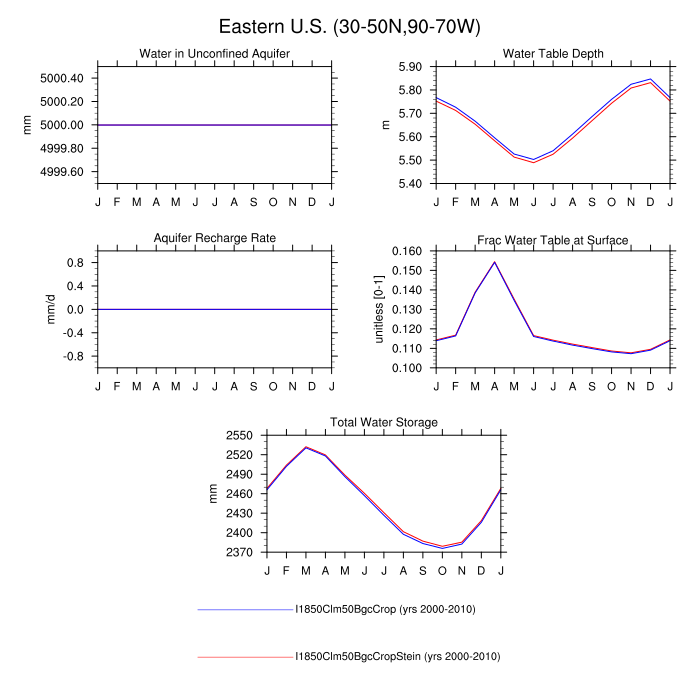 Eastern U.S. (30-50N,90-70W)
Water in Unconfined Aquifer
5000.40
5000.20
5000.00
4999.80
4999.60
mm
J F M A M J J A S O N D J
Water Table Depth
5.90
5.80
5.70
5.60
5.50
5.40
m
J F M A M J J A S O N D J
Aquifer Recharge Rate
0.8
0.4
0.0
-0.4
-0.8
mm/d
J F M A M J J A S O N D J
Frac Water Table at Surface
0.160
0.150
0.140
0.130
0.120
0.110
0.100
unitless [0-1]
J F M A M J J A S O N D J
Total Water Storage
2550
2520
2490
2460
2430
2400
2370
mm
J F M A M J J A S O N D J
I1850Clm50BgcCrop (yrs 2000-2010)
I1850Clm50BgcCropStein (yrs 2000-2010)